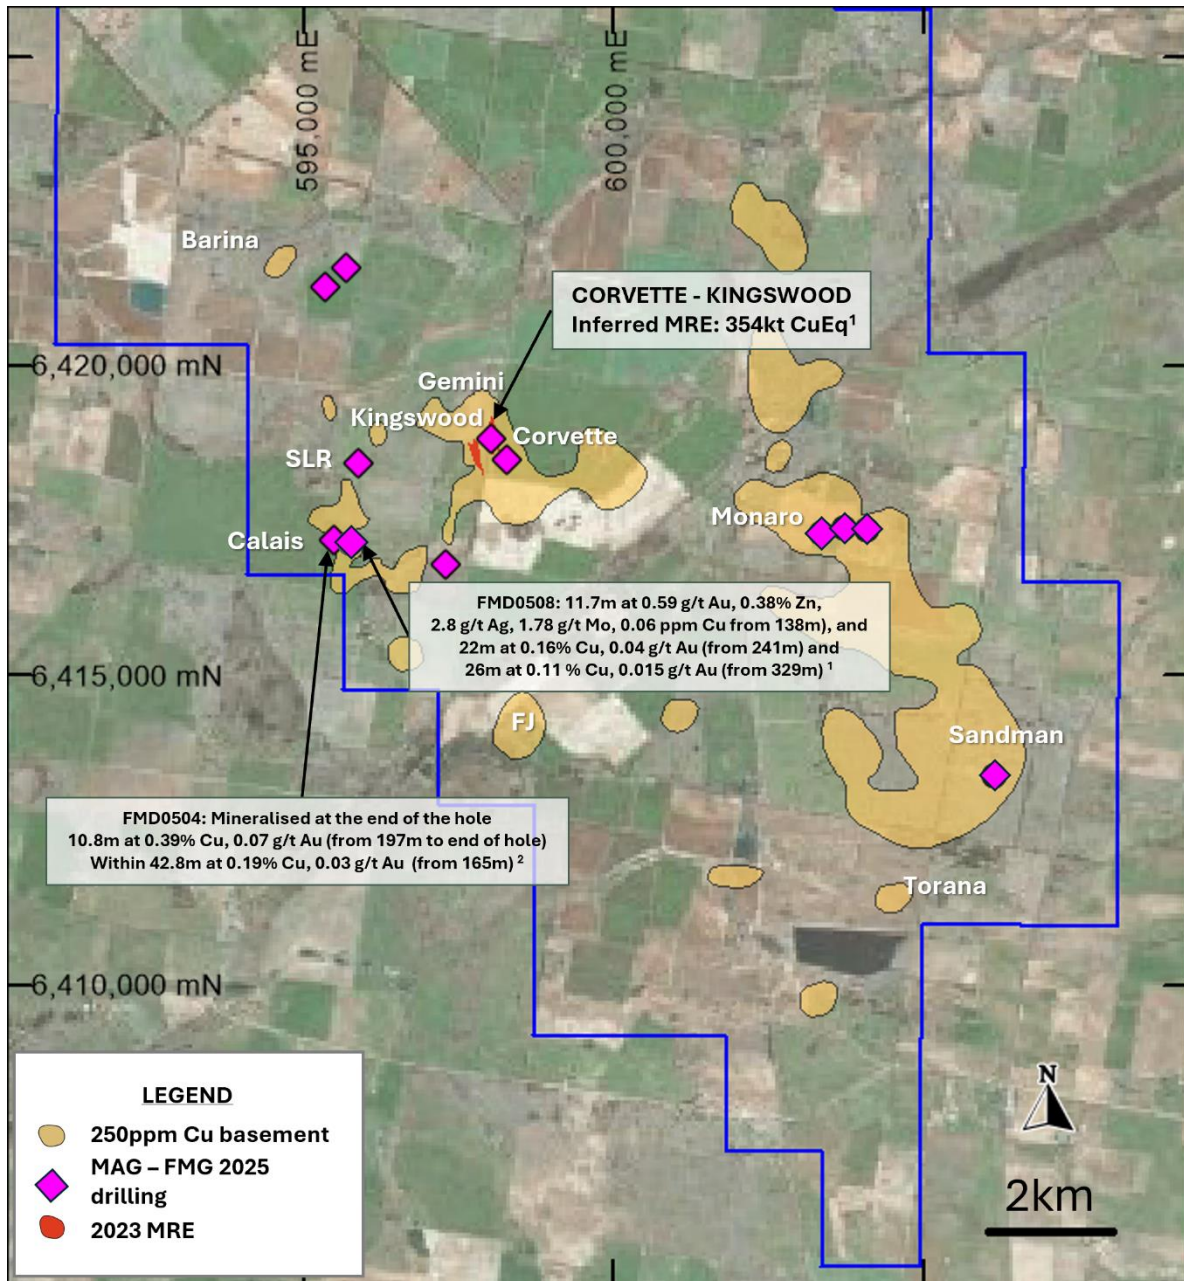 595,000 mE
600,000 mE
Barina
CORVETTE - KINGSWOOD
Inferred MRE: 354kt CuEq¹
6,420,000 mN
Gemini
Kingswood
Corvette
SLR
Monaro
Calais
FMD0508: 11.7m at 0.59 g/t Au, 0.38% Zn,
2.8 g/t Ag, 1.78 g/t Mo, 0.06 ppm Cu from 138m), and
22m at 0.16% Cu, 0.04 g/t Au (from 241m) and
26m at 0.11 % Cu, 0.015 g/t Au (from 329m) ¹
6,415,000 mN
FJ
Sandman
FMD0504: Mineralised at the end of the hole
10.8m at 0.39% Cu, 0.07 g/t Au (from 197m to end of hole)
Within 42.8m at 0.19% Cu, 0.03 g/t Au (from 165m) ²
Torana
6,410,000 mN
LEGEND
250ppm Cu basement
MAG – FMG 2025
drilling
2023 MRE
N
2km